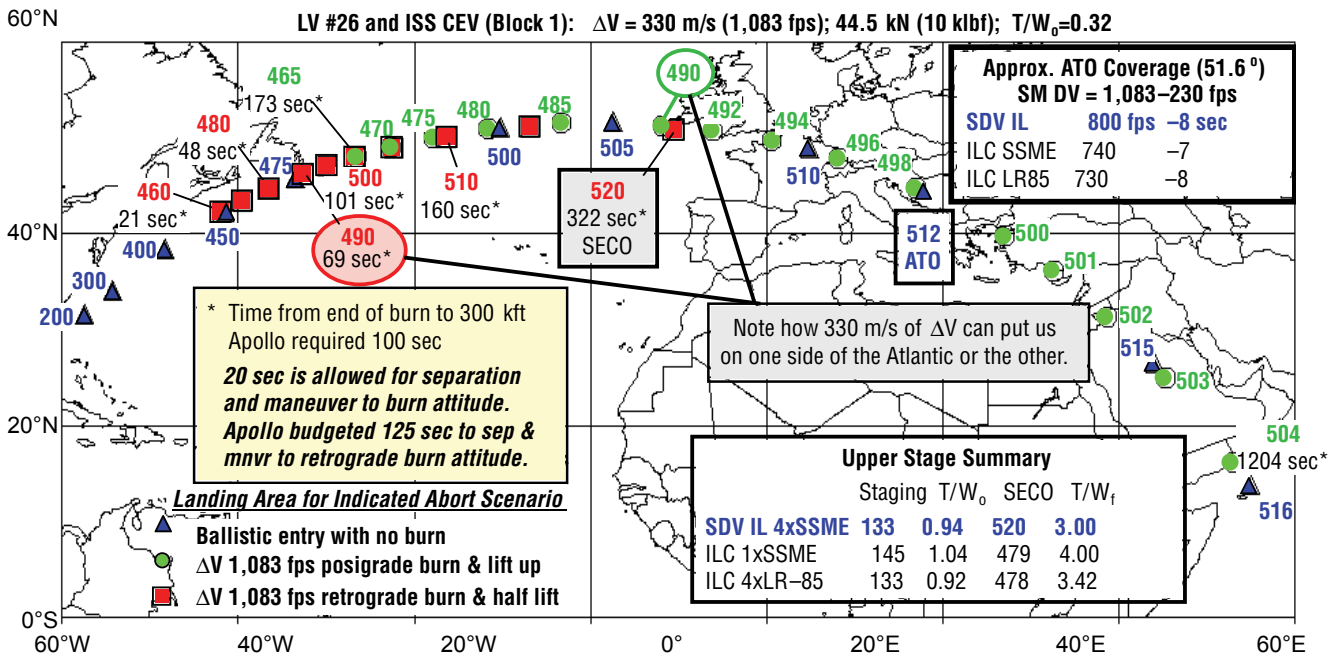 LV #26 and ISS CEV (Block 1): ΔV = 330 m/s (1,083 fps); 44.5 kN (10 klbf); T/W₀=0.32
60°N
40°N
20°N
0°S
60°W
40°W
20°W
0°
20°E
40°E
60°E
Approx. ATO Coverage (51.6⁰)
SM DV = 1,083–230 fps
SDV IL 800 fps –8 sec
ILC SSME 740 –7
ILC LR85 730 –8
465
173 sec*
470
475
480
485
490
492
494
496
498
500
501
502
503
504
1204 sec*
480
48 sec*
475
460
21 sec*
450
400
300
200
101 sec*
500
490
69 sec*
510
160 sec*
500
505
510
520
322 sec*
SECO
512
ATO
515
516
* Time from end of burn to 300 kft
Apollo required 100 sec
20 sec is allowed for separation
and maneuver to burn attitude.
Apollo budgeted 125 sec to sep &
mnvr to retrograde burn attitude.
Note how 330 m/s of ΔV can put us
on one side of the Atlantic or the other.
Landing Area for Indicated Abort Scenario
Ballistic entry with no burn
ΔV 1,083 fps posigrade burn & lift up
ΔV 1,083 fps retrograde burn & half lift
Upper Stage Summary
Staging T/W₀ SECO T/Wf
SDV IL 4xSSME 133 0.94 520 3.00
ILC 1xSSME 145 1.04 479 4.00
ILC 4xLR–85 133 0.92 478 3.42